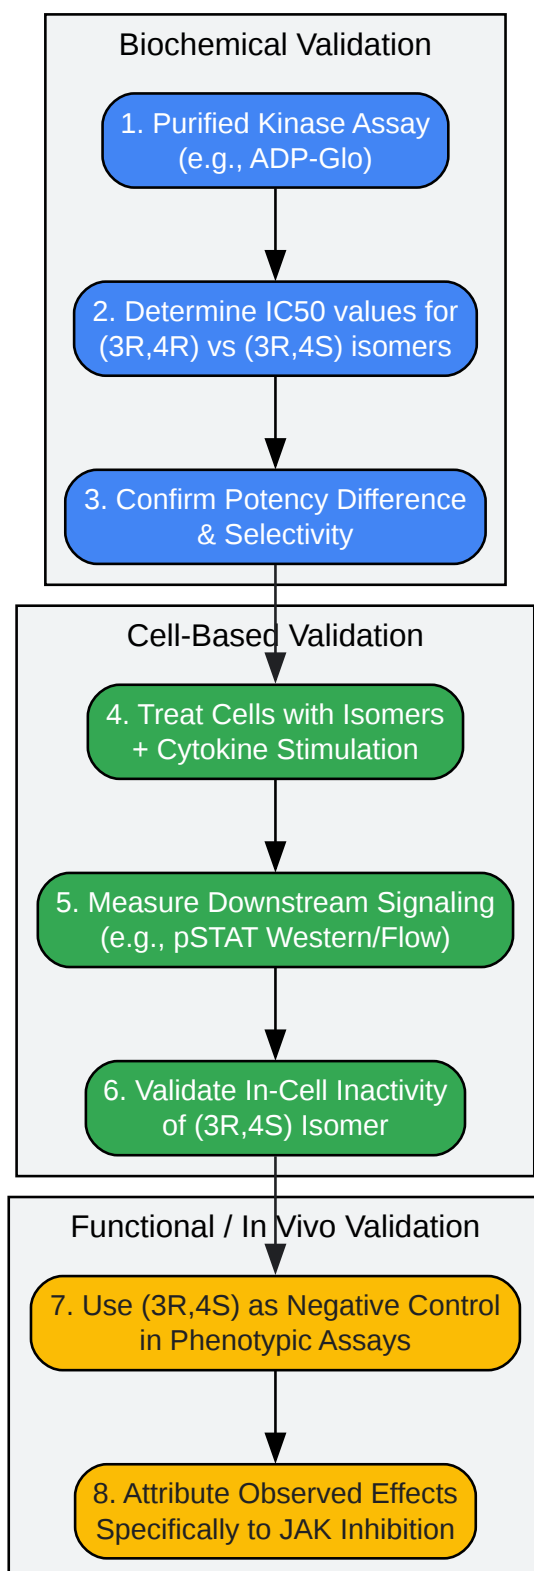 Biochemical Validation
1. Purified Kinase Assay
(e.g., ADP-Glo)
2. Determine IC50 values for
(3R,4R) vs (3R,4S) isomers
3. Confirm Potency Difference
& Selectivity
Cell-Based Validation
4. Treat Cells with Isomers
+ Cytokine Stimulation
5. Measure Downstream Signaling
(e.g., pSTAT Western/Flow)
6. Validate In-Cell Inactivity
of (3R,4S) Isomer
Functional / In Vivo Validation
7. Use (3R,4S) as Negative Control
in Phenotypic Assays
8. Attribute Observed Effects
Specifically to JAK Inhibition